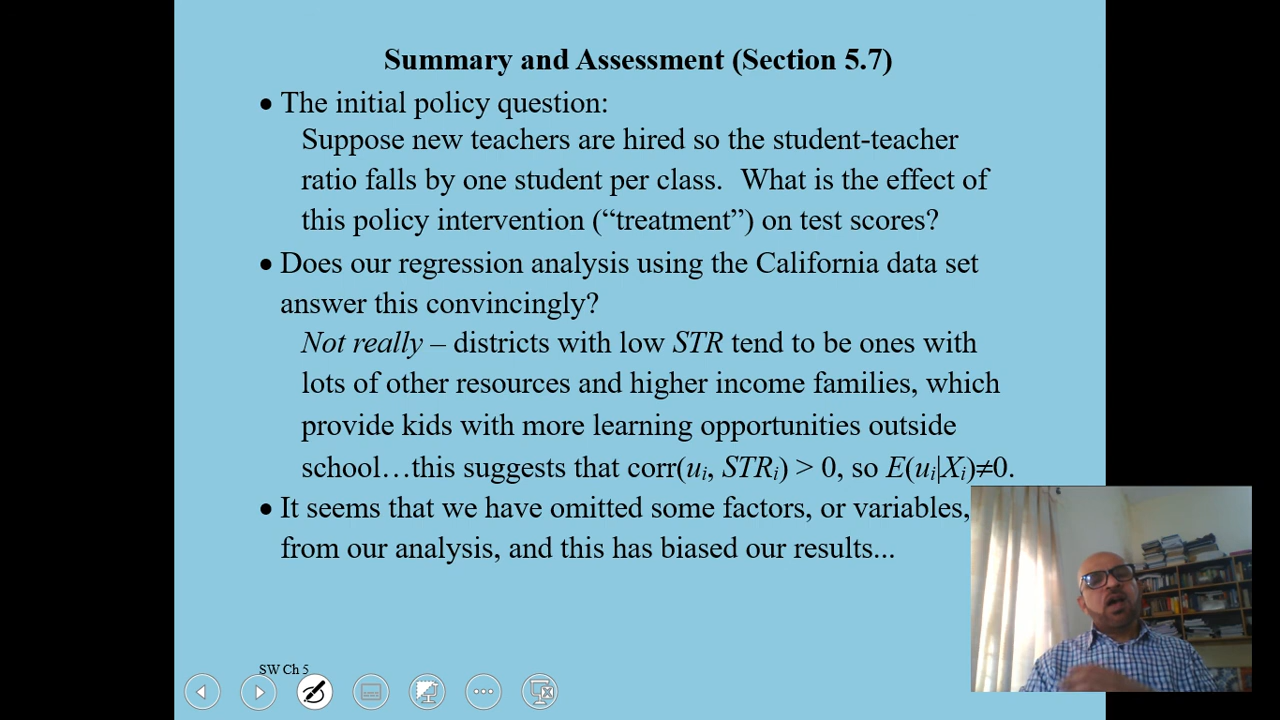 Summary and Assessment (Section 5.7)
• The initial policy question:
Suppose new teachers are hired so the student-teacher
ratio falls by one student per class. What is the effect of
this policy intervention (“treatment”) on test scores?
• Does our regression analysis using the California data set
answer this convincingly?
Not really – districts with low STR tend to be ones with
lots of other resources and higher income families, which
provide kids with more learning opportunities outside
school…this suggests that corr(uᵢ, STRᵢ) > 0, so E(uᵢ|Xᵢ)≠0.
• It seems that we have omitted some factors, or variables,
from our analysis, and this has biased our results...
SW Ch 5